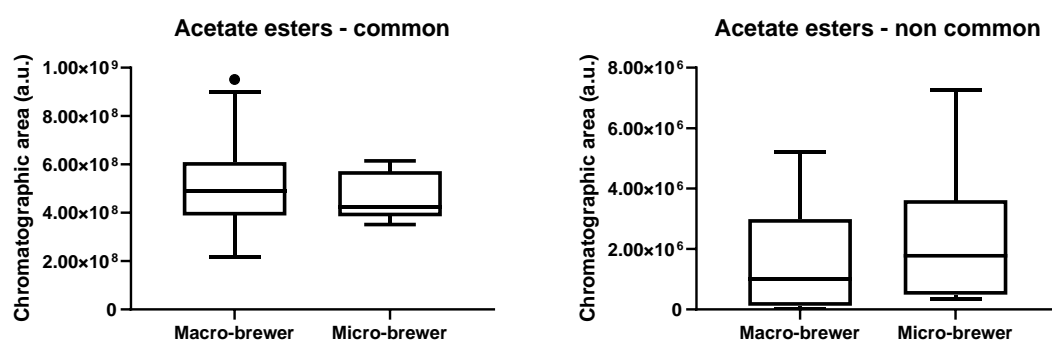 Acetate esters - common
Chromatographic area (a.u.)
1.00×10⁹
8.00×10⁸
6.00×10⁸
4.00×10⁸
2.00×10⁸
0
Macro-brewer Micro-brewer
Acetate esters - non common
Chromatographic area (a.u.)
8.00×10⁶
6.00×10⁶
4.00×10⁶
2.00×10⁶
0
Macro-brewer Micro-brewer